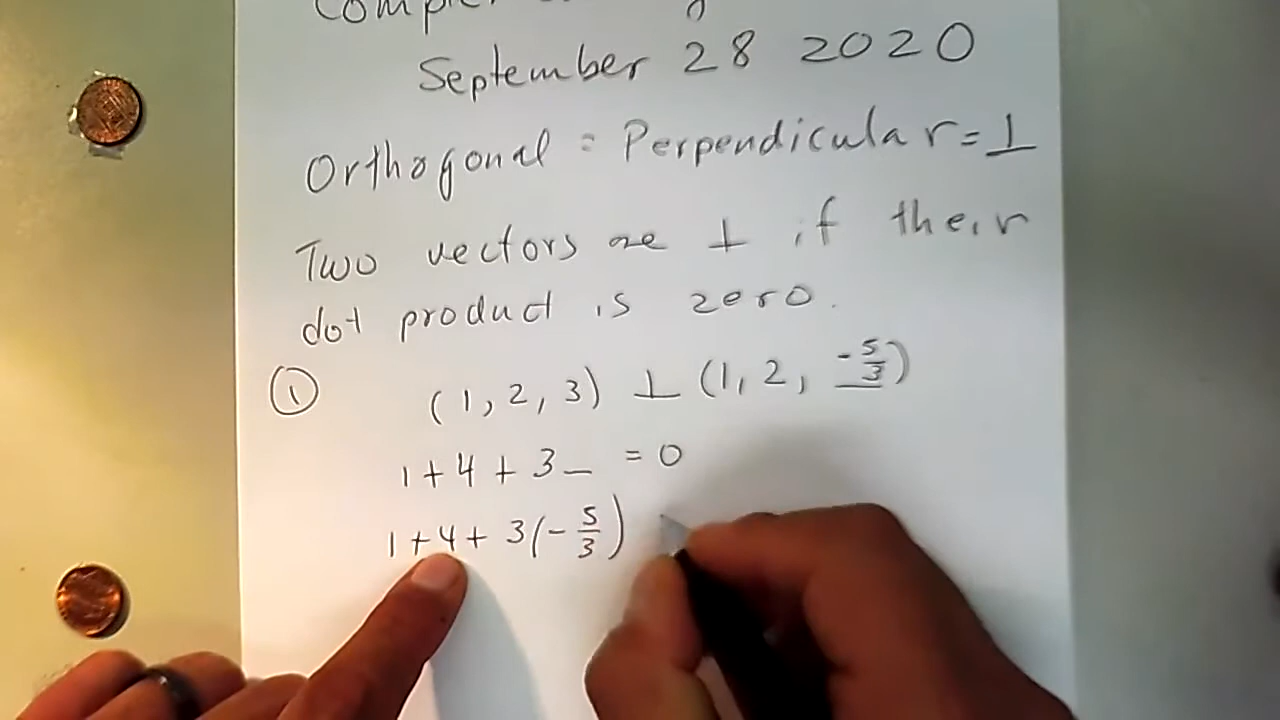 September 28 2020
Orthogonal = Perpendicular = ⊥
Two vectors are ⊥ if their
dot product is zero.
① (1, 2, 3) ⊥ (1, 2, -5/3)
1 + 4 + 3_ = 0
1 + 4 + 3(-5/3)